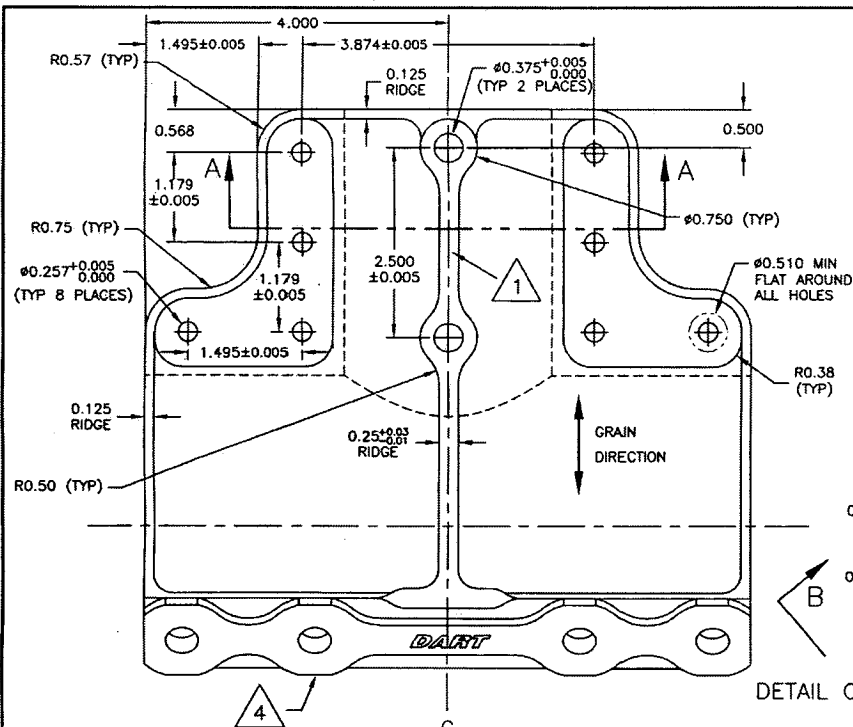 4.000
1.495±0.005
3.874±0.005
R0.57 (TYP)
0.125
RIDGE
ø0.375+0.005
0.000
(TYP 2 PLACES)
0.568
0.500
A
A
1.179
±0.005
ø0.750 (TYP)
R0.75 (TYP)
2.500
±0.005
1
ø0.257+0.005
0.000
(TYP 8 PLACES)
1.179
±0.005
ø0.510 MIN
FLAT AROUND
ALL HOLES
1.495±0.005
R0.38
(TYP)
0.125
RIDGE
0.25+0.03
-0.01
RIDGE
GRAIN
DIRECTION
R0.50 (TYP)
B
DART
DETAIL
4